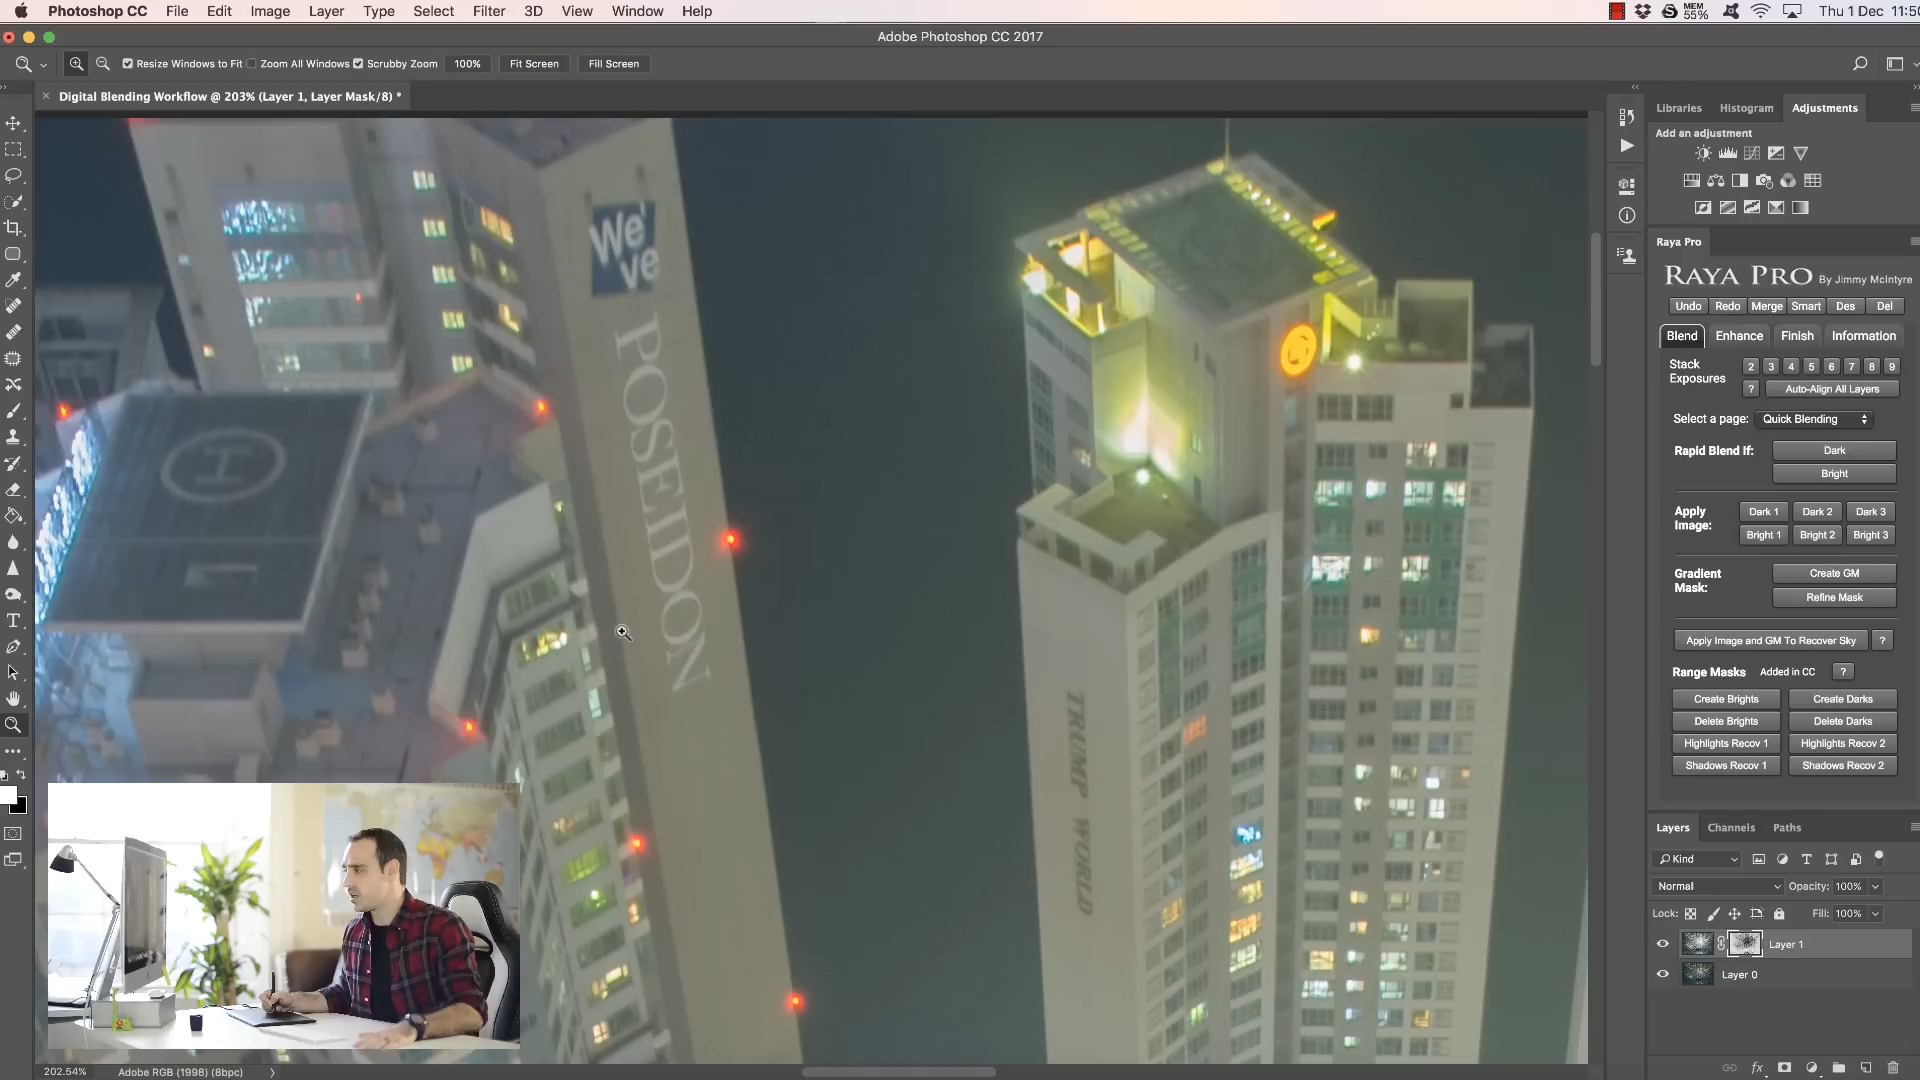 Photoshop CC File Edit Image Layer Type Select Filter 3D View Window Help
MEM 55% Thu 1 Dec 11:50
Adobe Photoshop CC 2017
Resize Windows to Fit Zoom All Windows Scrubby Zoom 100% Fit Screen Fill Screen
Digital Blending Workflow @ 203% (Layer 1, Layer Mask/8) *
Libraries Histogram Adjustments
Add an adjustment
Raya Pro
RAYA PRO By Jimmy McIntyre
Undo Redo Merge Smart Des Del
Blend Enhance Finish Information
Stack Exposures 2 3 4 5 6 7 8 9
? Auto-Align All Layers
Select a page: Quick Blending
Rapid Blend If: Dark
Bright
Apply Image: Dark 1 Dark 2 Dark 3
Bright 1 Bright 2 Bright 3
Gradient Mask: Create GM
Refine Mask
Apply Image and GM To Recover Sky ?
Range Masks Added in CC ?
Create Brights Create Darks
Delete Brights Delete Darks
Highlights Recov 1 Highlights Recov 2
Shadows Recov 1 Shadows Recov 2
Layers Channels Paths
Kind
Normal Opacity: 100%
Lock: Fill: 100%
Layer 1
Layer 0
We've
POSEIDON
H
TRUMP WORLD
202.54% Adobe RGB (1998) (8bpc)